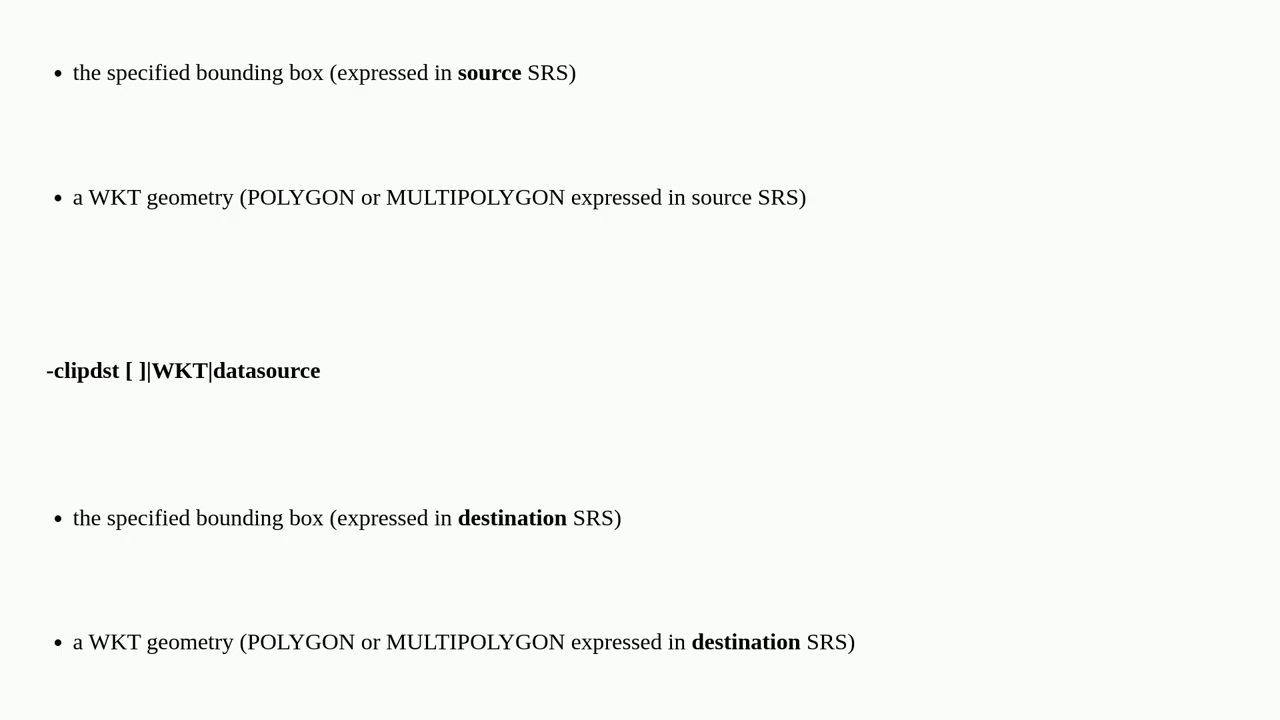 • the specified bounding box (expressed in source SRS)
• a WKT geometry (POLYGON or MULTIPOLYGON expressed in source SRS)
-clipdst [ ]|WKT|datasource
• the specified bounding box (expressed in destination SRS)
• a WKT geometry (POLYGON or MULTIPOLYGON expressed in destination SRS)